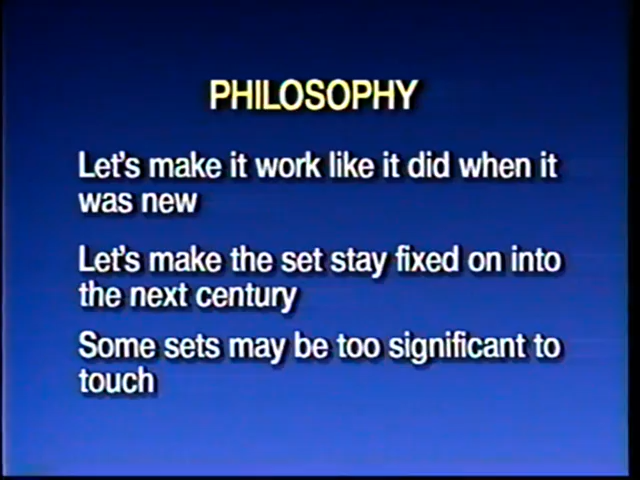 PHILOSOPHY
Let's make it work like it did when it
was new
Let's make the set stay fixed on into
the next century
Some sets may be too significant to
touch